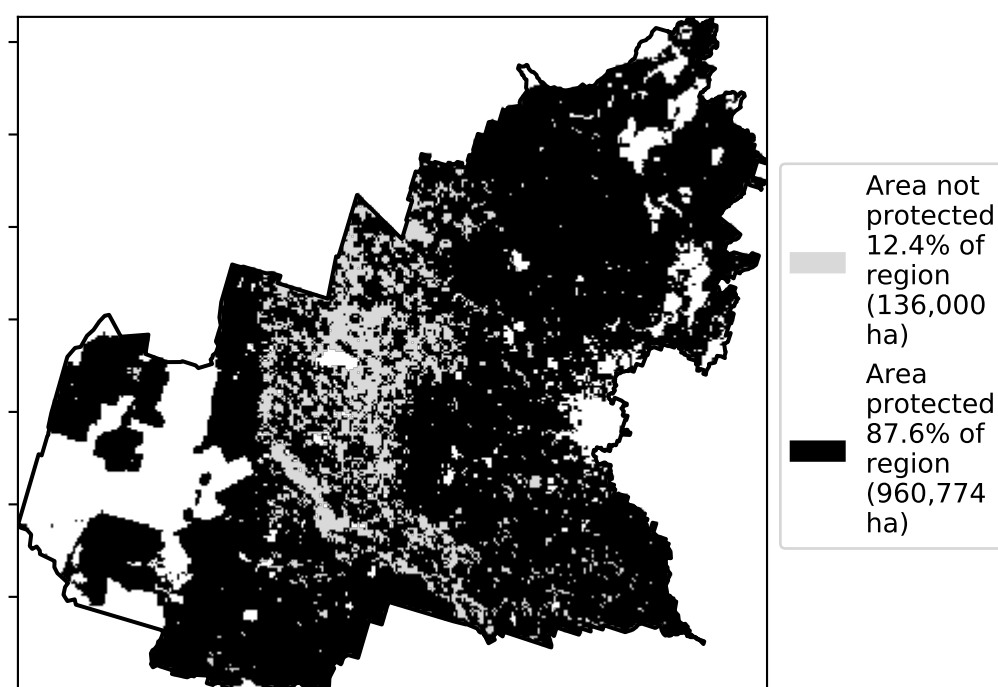 Area not
protected
12.4% of
region
(136,000
ha)
Area
protected
87.6% of
region
(960,774
ha)